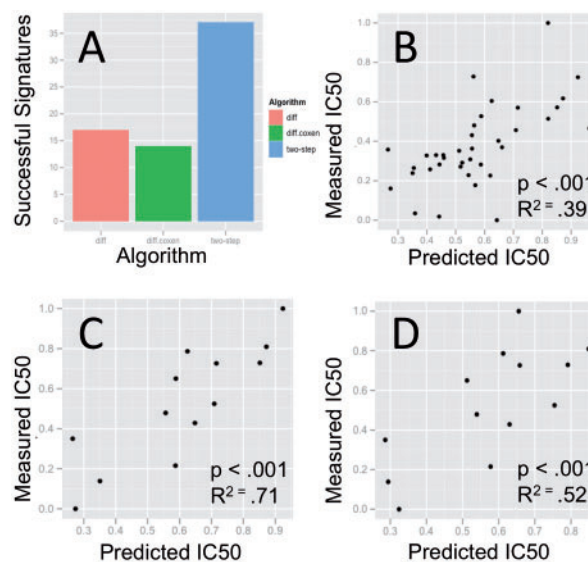 A
Successful Signatures
35
30
25
20
15
10
5
0
diff
diff.coxen
two-step
Algorithm
Algorithm
diff
diff.coxen
two-step
B
Measured IC50
1.0
0.8
0.6
0.4
0.2
0.0
p < .001
R2 = .39
0.3 0.4 0.5 0.6 0.7 0.8 0.9
Predicted IC50
C
Measured IC50
1.0
0.8
0.6
0.4
0.2
0.0
p < .001
R2 = .71
0.3 0.4 0.5 0.6 0.7 0.8 0.9
Predicted IC50
D
Measured IC50
1.0
0.8
0.6
0.4
0.2
0.0
p < .001
R2 = .52
0.3 0.4 0.5 0.6 0.7 0.8
Predicted IC50